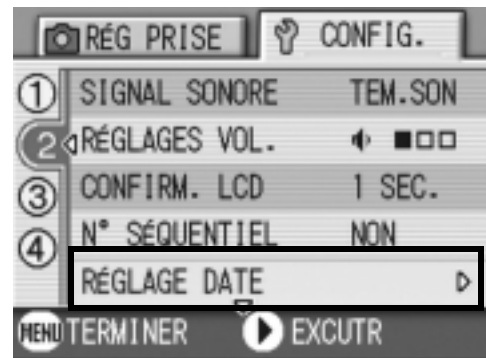 RÉG PRISE CONFIG.
① SIGNAL SONORE TEM.SON
2 RÉGLAGES VOL.
③ CONFIRM. LCD 1 SEC.
④ N° SÉQUENTIEL NON
RÉGLAGE DATE
MENU TERMINER EXCUTR